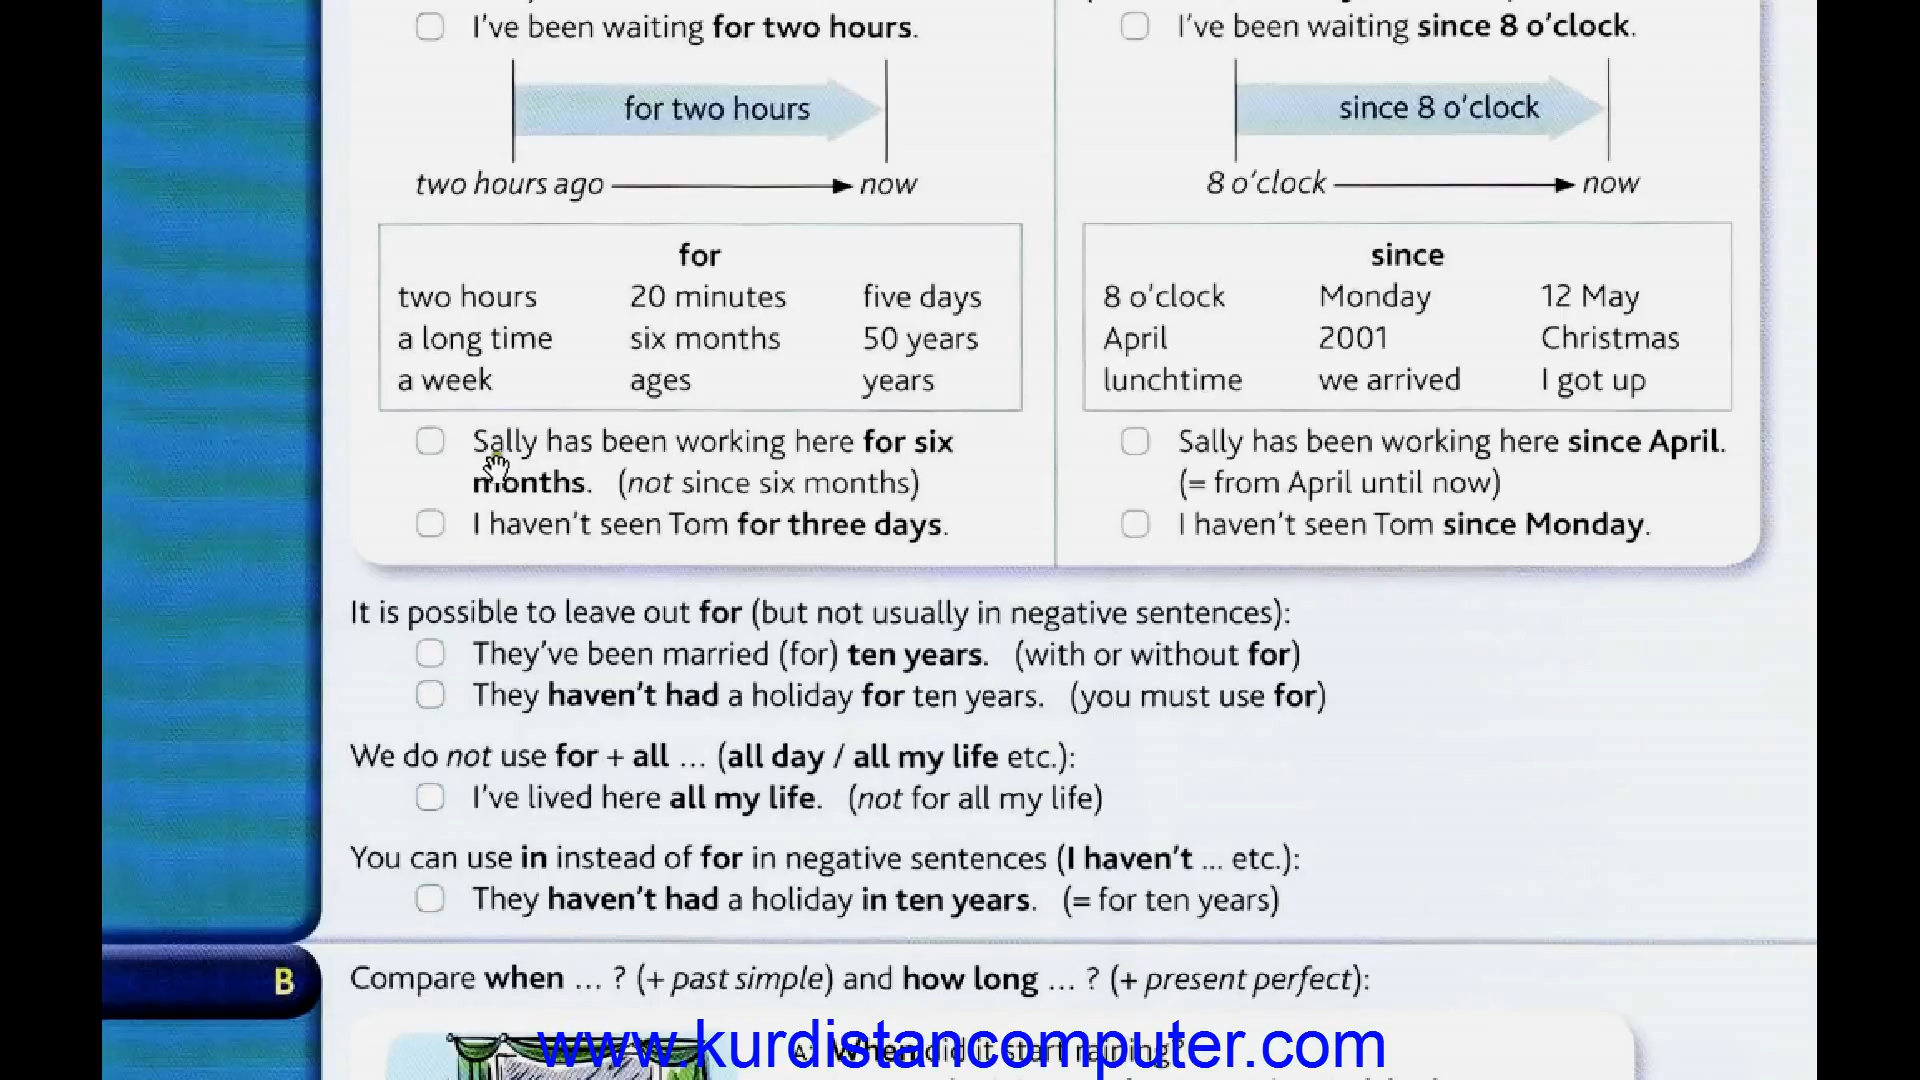 I've been waiting for two hours.
for two hours
two hours ago now
for
two hours 20 minutes five days
a long time six months 50 years
a week ages years
Sally has been working here for six
months. (not since six months)
I haven't seen Tom for three days.
I've been waiting since 8 o'clock.
since 8 o'clock
8 o'clock now
since
8 o'clock Monday 12 May
April 2001 Christmas
lunchtime we arrived I got up
Sally has been working here since April.
(= from April until now)
I haven't seen Tom since Monday.
It is possible to leave out for (but not usually in negative sentences):
They've been married (for) ten years. (with or without for)
They haven't had a holiday for ten years. (you must use for)
We do not use for + all … (all day / all my life etc.):
I've lived here all my life. (not for all my life)
You can use in instead of for in negative sentences (I haven't … etc.):
They haven't had a holiday in ten years. (= for ten years)
B
Compare when … ? (+ past simple) and how long … ? (+ present perfect):
A: When did it start raining?
www.kurdistancomputer.com